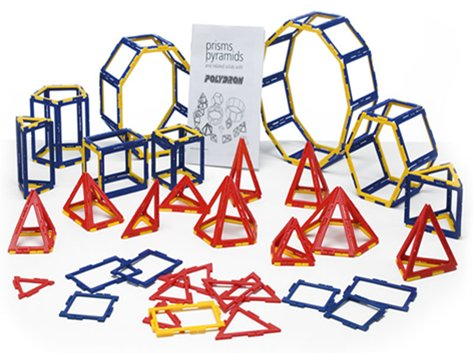 prisms
pyramids
and related solids with
POLYDRON